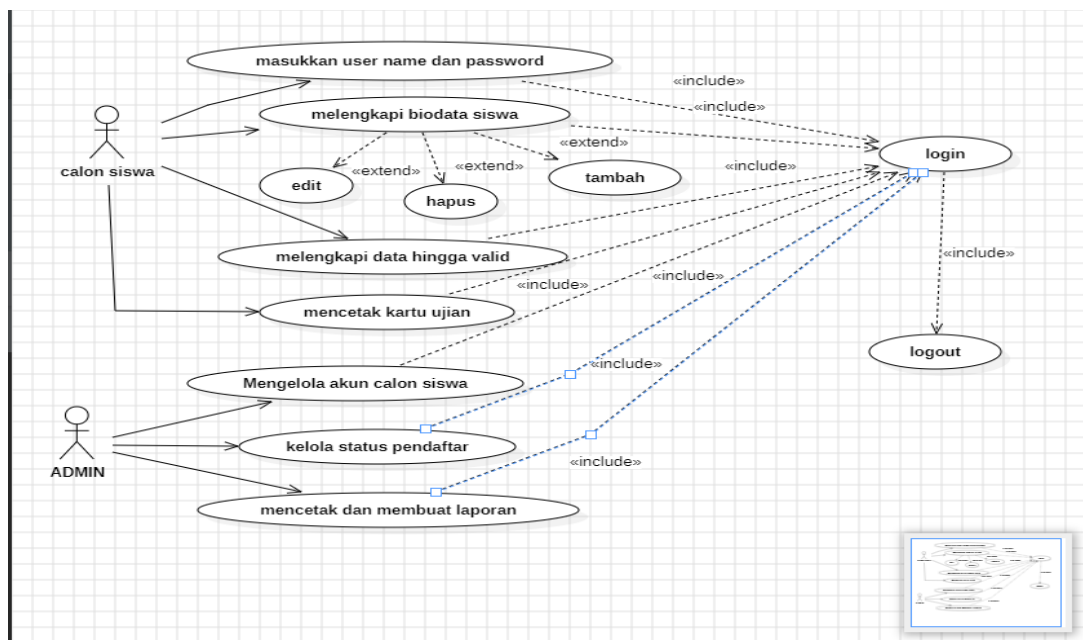 masukkan user name dan password
«include»
«include»
melengkapi biodata siswa
«extend»
login
calon siswa
«extend»
«extend»
«include»
edit
tambah
hapus
melengkapi data hingga valid
«include»
«include»
«include»
mencetak kartu ujian
logout
«include»
Mengelola akun calon siswa
kelola status pendaftar
«include»
ADMIN
mencetak dan membuat laporan